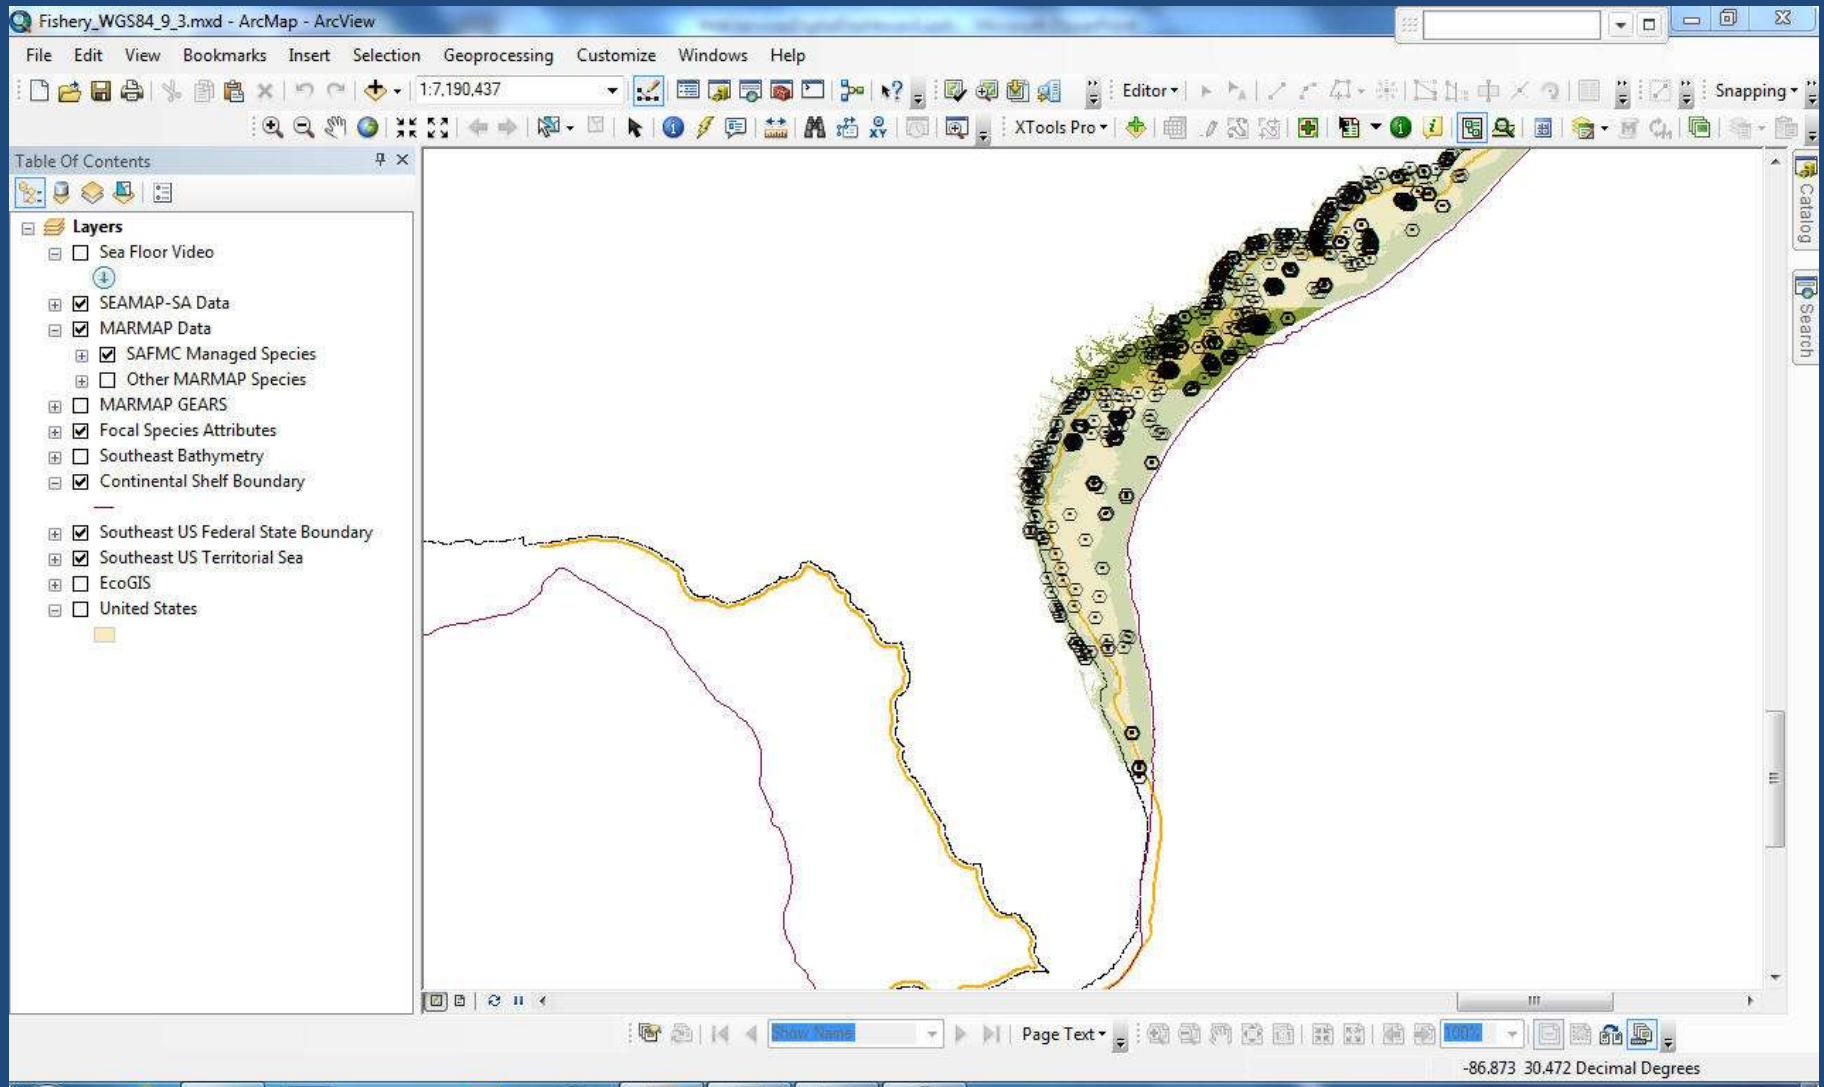 Fishery_WGS84_9_3.mxd - ArcMap - ArcView
File Edit View Bookmarks Insert Selection Geoprocessing Customize Windows Help
1:7,190,437 Editor Snapping
XTools Pro
Table Of Contents
Layers
Sea Floor Video
SEAMAP-SA Data
MARMAP Data
SAFMC Managed Species
Other MARMAP Species
MARMAP GEARS
Focal Species Attributes
Southeast Bathymetry
Continental Shelf Boundary
Southeast US Federal State Boundary
Southeast US Territorial Sea
EcoGIS
United States
Catalog
Search
Show Name Page Text 100%
-86.873 30.472 Decimal Degrees